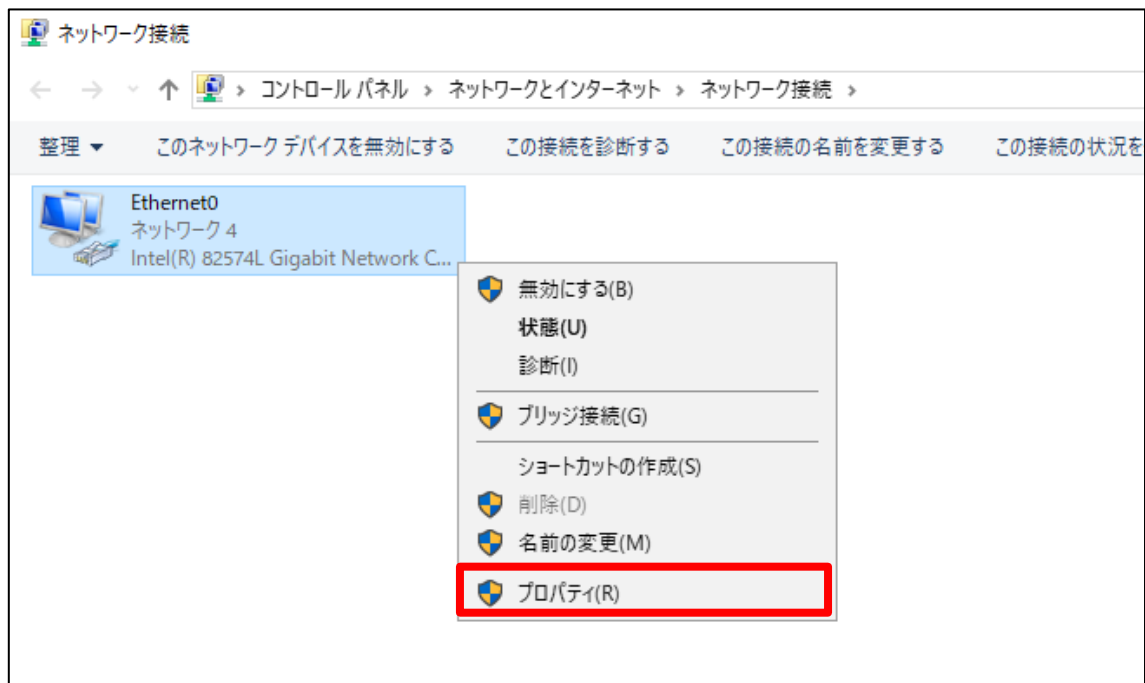 ネットワーク接続
コントロール パネル › ネットワークとインターネット › ネットワーク接続 ›
整理 ▼ このネットワーク デバイスを無効にする この接続を診断する この接続の名前を変更する この接続の状況を
Ethernet0
ネットワーク 4
Intel(R) 82574L Gigabit Network C...
無効にする(B)
状態(U)
診断(I)
ブリッジ接続(G)
ショートカットの作成(S)
削除(D)
名前の変更(M)
プロパティ(R)